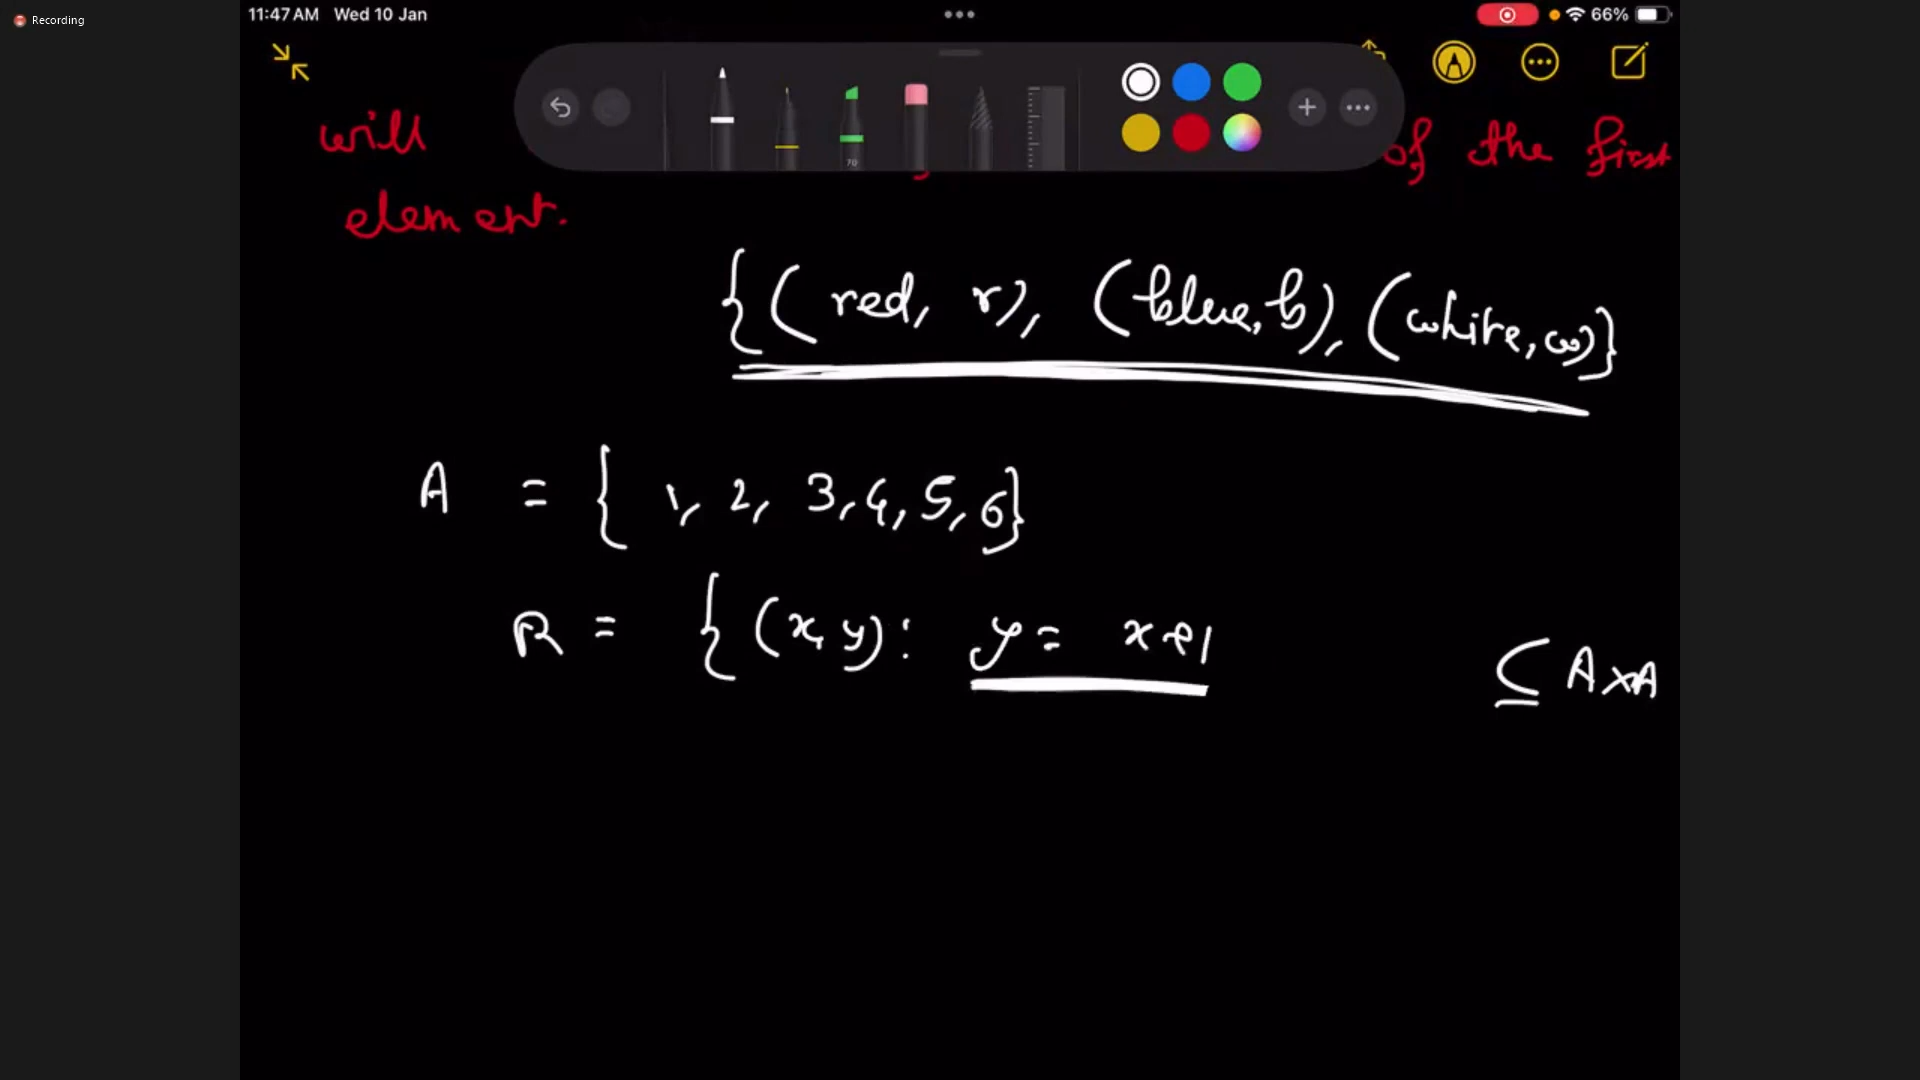 Recording
11:47 AM Wed 10 Jan
66%
70
will of the first
element.
{(red, r), (blue, b), (white, w)}
A = {1, 2, 3, 4, 5, 6}
R = {(x, y): y = x+1
⊆ A×A